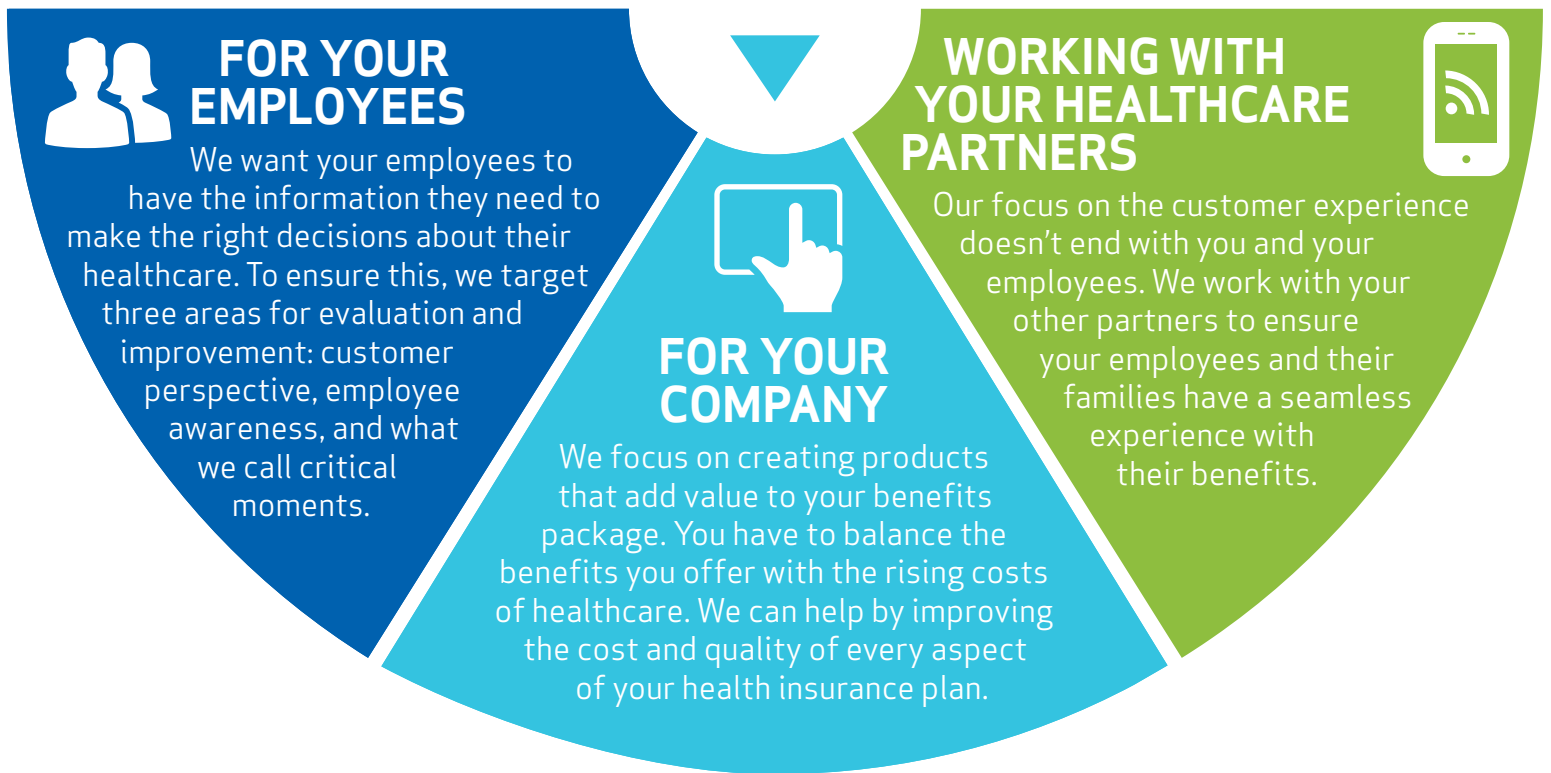 FOR YOUR
EMPLOYEES
We want your employees to
have the information they need to
make the right decisions about their
healthcare. To ensure this, we target
three areas for evaluation and
improvement: customer
perspective, employee
awareness, and what
we call critical
moments.
FOR YOUR
COMPANY
We focus on creating products
that add value to your benefits
package. You have to balance the
benefits you offer with the rising costs
of healthcare. We can help by improving
the cost and quality of every aspect
of your health insurance plan.
WORKING WITH
YOUR HEALTHCARE
PARTNERS
Our focus on the customer experience
doesn’t end with you and your
employees. We work with your
other partners to ensure
your employees and their
families have a seamless
experience with
their benefits.